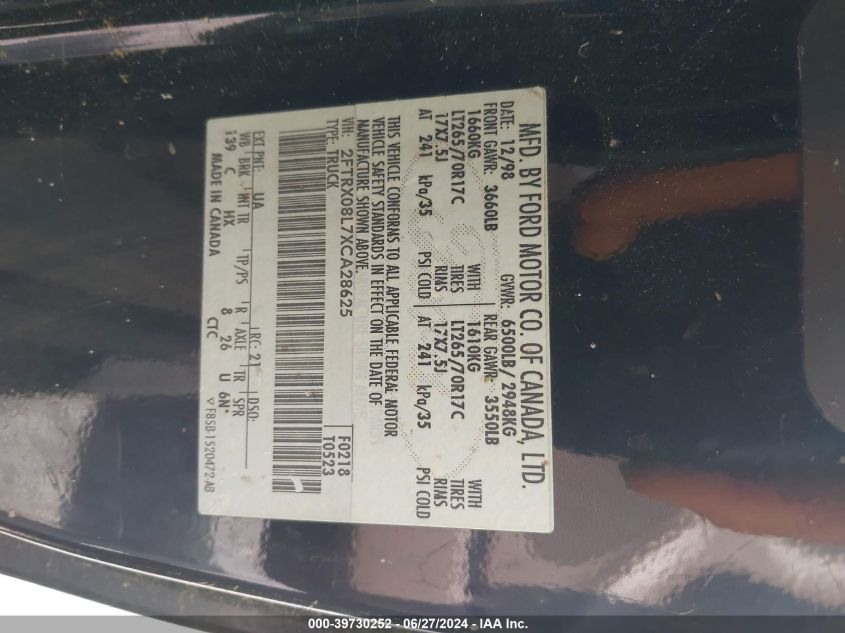 MFD. BY FORD MOTOR CO. OF CANADA, LTD.
DATE: 12/98 GVWR: 6500LB/ 2948KG
FRONT GAWR: 3660LB REAR GAWR: 3550LB
1660KG WITH 1610KG WITH
LT265/70R17C TIRES LT265/70R17C TIRES
17X7.5J RIMS 17X7.5J RIMS
AT 241 kPa/35 PSI COLD AT 241 kPa/35 PSI COLD
THIS VEHICLE CONFORMS TO ALL APPLICABLE FEDERAL MOTOR
VEHICLE SAFETY STANDARDS IN EFFECT ON THE DATE OF
MANUFACTURE SHOWN ABOVE.
VIN: 2FTRX08L7XCA28625 F0218
TYPE: TRUCK T0523
EXT PNT: UA RC: 21 DSO:
WB BRK INT TR TP/PS R AXLE TR SPR
139 C HX 8 26 U 6N
MADE IN CANADA CTC F8SB-1520472-AB
000-39730252 - 06/27/2024 - IAA Inc.